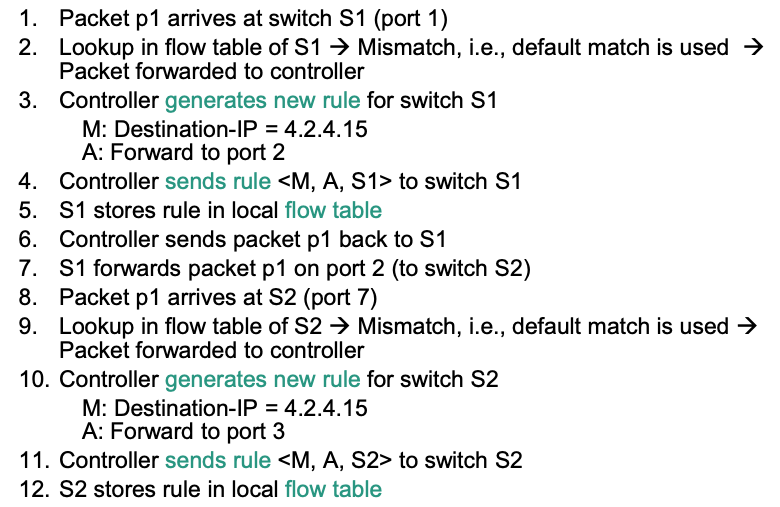 1. Packet p1 arrives at switch S1 (port 1)
2. Lookup in flow table of S1 → Mismatch, i.e., default match is used →
Packet forwarded to controller
3. Controller generates new rule for switch S1
M: Destination-IP = 4.2.4.15
A: Forward to port 2
4. Controller sends rule <M, A, S1> to switch S1
5. S1 stores rule in local flow table
6. Controller sends packet p1 back to S1
7. S1 forwards packet p1 on port 2 (to switch S2)
8. Packet p1 arrives at S2 (port 7)
9. Lookup in flow table of S2 → Mismatch, i.e., default match is used →
Packet forwarded to controller
10. Controller generates new rule for switch S2
M: Destination-IP = 4.2.4.15
A: Forward to port 3
11. Controller sends rule <M, A, S2> to switch S2
12. S2 stores rule in local flow table